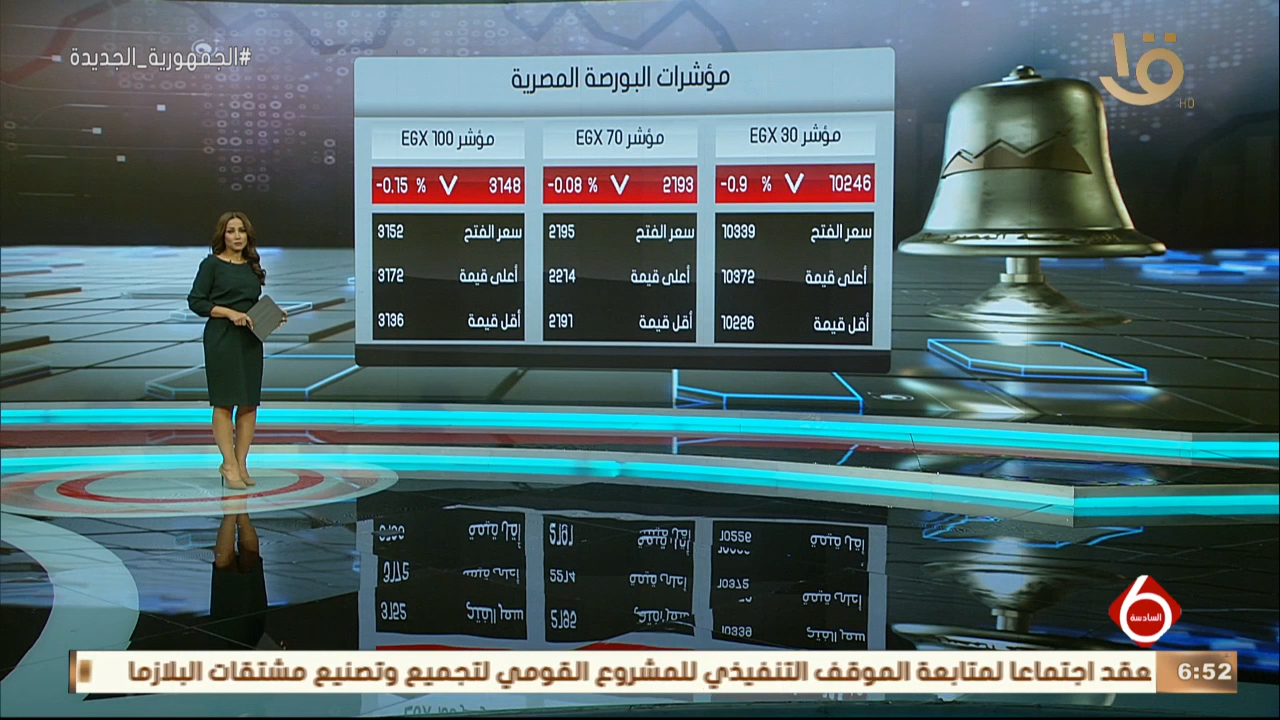 #الجمهورية_الجديدة
HD
مؤشرات البورصة المصرية
مؤشر EGX 30
10246 -0.9 %
سعر الفتح 10339
أعلى قيمة 10372
أقل قيمة 10226
مؤشر EGX 70
2193 -0.08 %
سعر الفتح 2195
أعلى قيمة 2214
أقل قيمة 2191
مؤشر EGX 100
3148 -0.15 %
سعر الفتح 3152
أعلى قيمة 3172
أقل قيمة 3136
6
السادسة
6:52
عقد اجتماعا لمتابعة الموقف التنفيذي للمشروع القومي لتجميع وتصنيع مشتقات البلازما